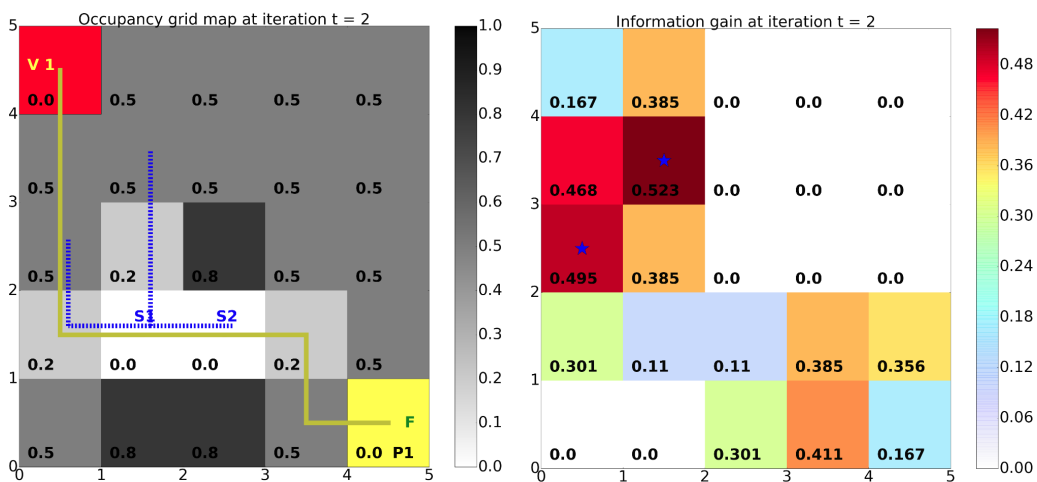 Occupancy grid map at iteration t = 2
5
V 1
0.0 0.5 0.5 0.5 0.5
4
0.5 0.5 0.5 0.5
3
0.5 0.2 0.8 0.5 0.5
2
S1 S2
0.2 0.0 0.0 0.2 0.5
1
F
0.5 0.8 0.8 0.5 0.0 P1
0
0 1 2 3 4 5
1.0
0.9
0.8
0.7
0.6
0.5
0.4
0.3
0.2
0.1
0.0
Information gain at iteration t = 2
5
0.167 0.385 0.0 0.0 0.0
4
0.468 0.523 0.0 0.0 0.0
3
0.495 0.385 0.0 0.0 0.0
2
0.301 0.11 0.11 0.385 0.356
1
0.0 0.0 0.301 0.411 0.167
0
0 1 2 3 4 5
0.48
0.42
0.36
0.30
0.24
0.18
0.12
0.06
0.00